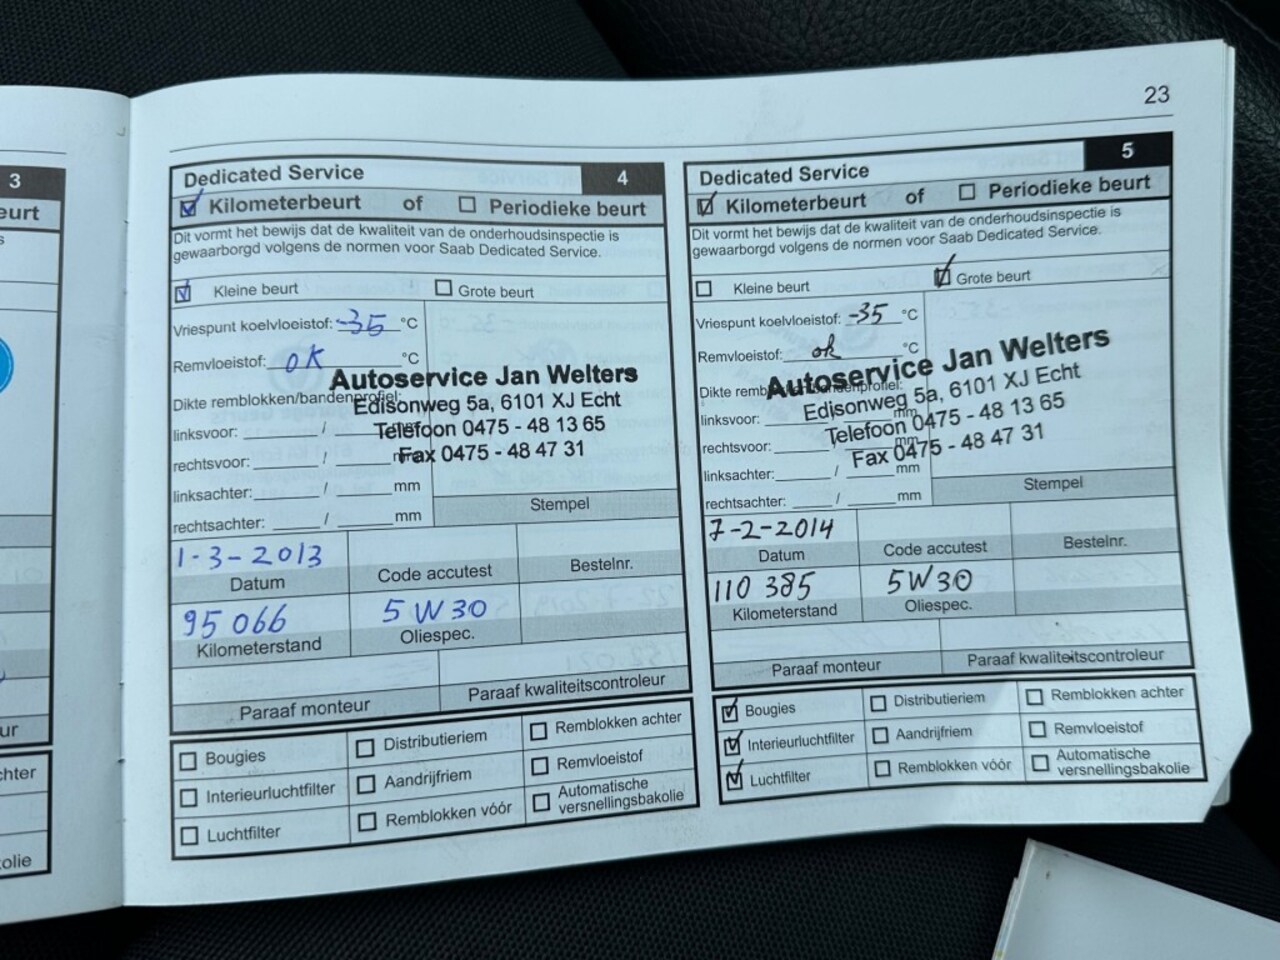 23
3
eurt
s
ur
chter
olie
Dedicated Service 4
Kilometerbeurt of Periodieke beurt
Dit vormt het bewijs dat de kwaliteit van de onderhoudsinspectie is
gewaarborgd volgens de normen voor Saab Dedicated Service.
Kleine beurt Grote beurt
Vriespunt koelvloeistof: -35 °C
Remvloeistof: OK °C
Autoservice Jan Welters
Dikte remblokken/bandenprofiel:
Edisonweg 5a, 6101 XJ Echt
linksvoor: /
Telefoon 0475 - 48 13 65
rechtsvoor: /
Fax 0475 - 48 47 31
linksachter: / mm
rechtsachter: / mm
Stempel
1-3-2013
Datum Code accutest Bestelnr.
95 066 5W30
Kilometerstand Oliespec.
Paraaf monteur Paraaf kwaliteitscontroleur
Bougies Distributieriem Remblokken achter
Interieurluchtfilter Aandrijfriem Remvloeistof
Luchtfilter Remblokken vóór Automatische
versnellingsbakolie
Dedicated Service 5
Kilometerbeurt of Periodieke beurt
Dit vormt het bewijs dat de kwaliteit van de onderhoudsinspectie is
gewaarborgd volgens de normen voor Saab Dedicated Service.
Kleine beurt Grote beurt
Vriespunt koelvloeistof: -35 °C
Remvloeistof: ok °C
Autoservice Jan Welters
Edisonweg 5a, 6101 XJ Echt
linksvoor: mm
Telefoon 0475 - 48 13 65
rechtsvoor: mm
Fax 0475 - 48 47 31
linksachter: / mm
rechtsachter: / mm
Stempel
7-2-2014
Datum Code accutest Bestelnr.
110 385 5W30
Kilometerstand Oliespec.
Paraaf monteur Paraaf kwaliteitscontroleur
Bougies Distributieriem Remblokken achter
Interieurluchtfilter Aandrijfriem Remvloeistof
Luchtfilter Remblokken vóór Automatische
versnellingsbakolie